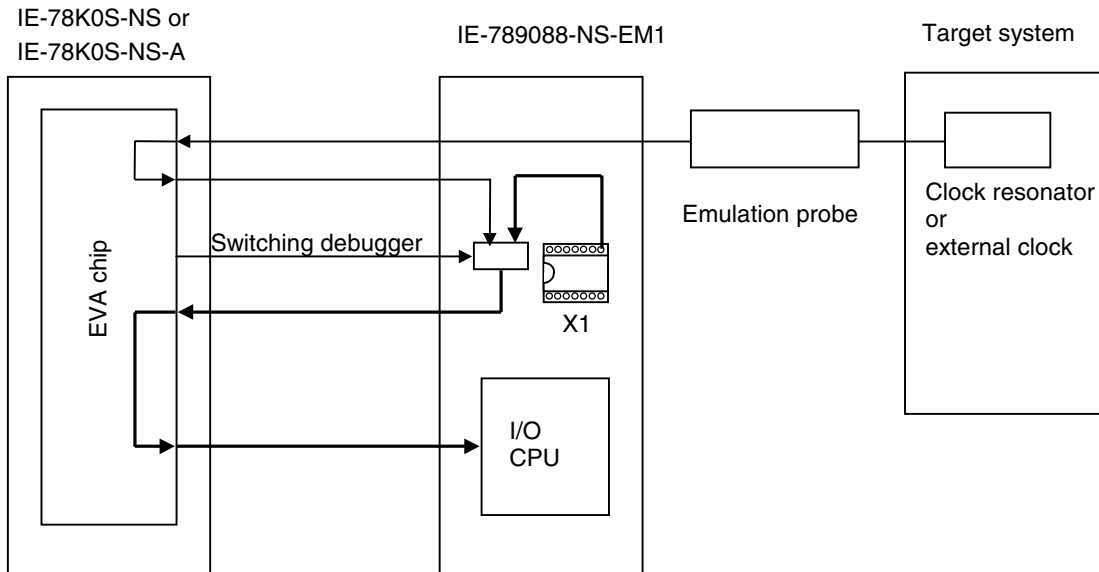 IE-78K0S-NS or
IE-78K0S-NS-A
IE-789088-NS-EM1
Target system
Clock resonator
or
external clock
Emulation probe
Switching debugger
EVA chip
X1
I/O
CPU